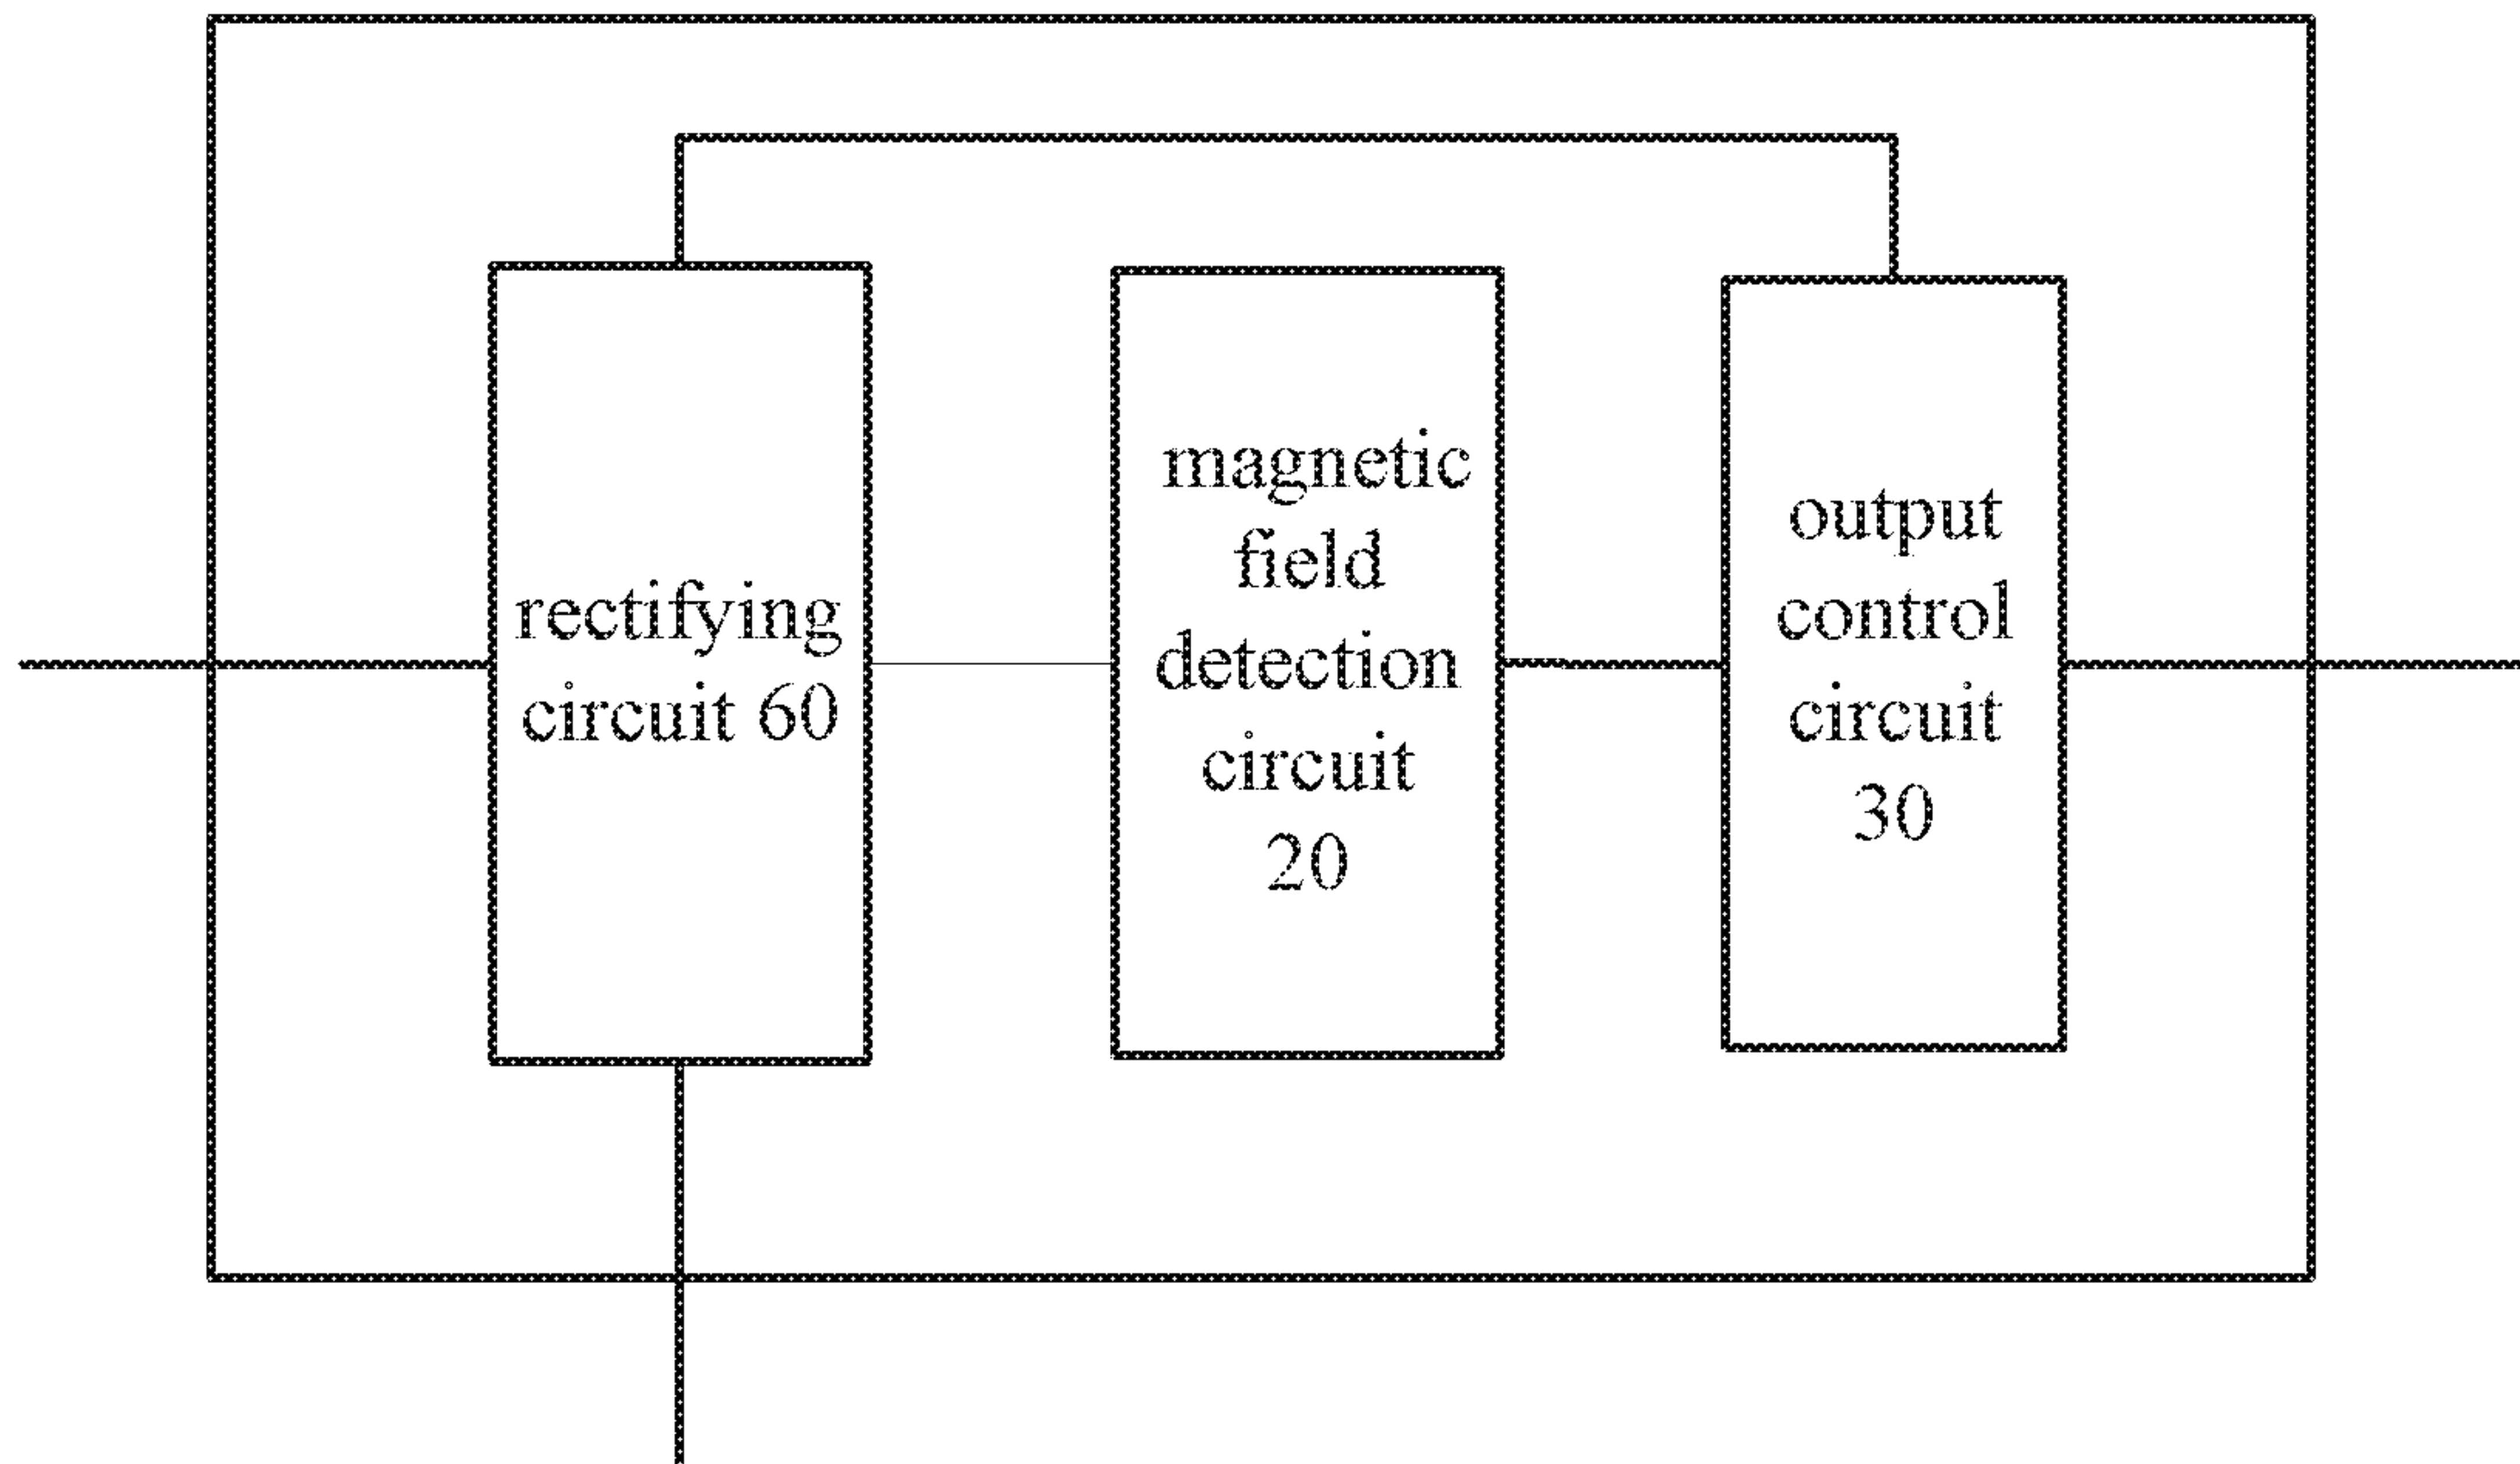 rectifying
circuit 60
magnetic
field
detection
circuit
20
output
control
circuit
30